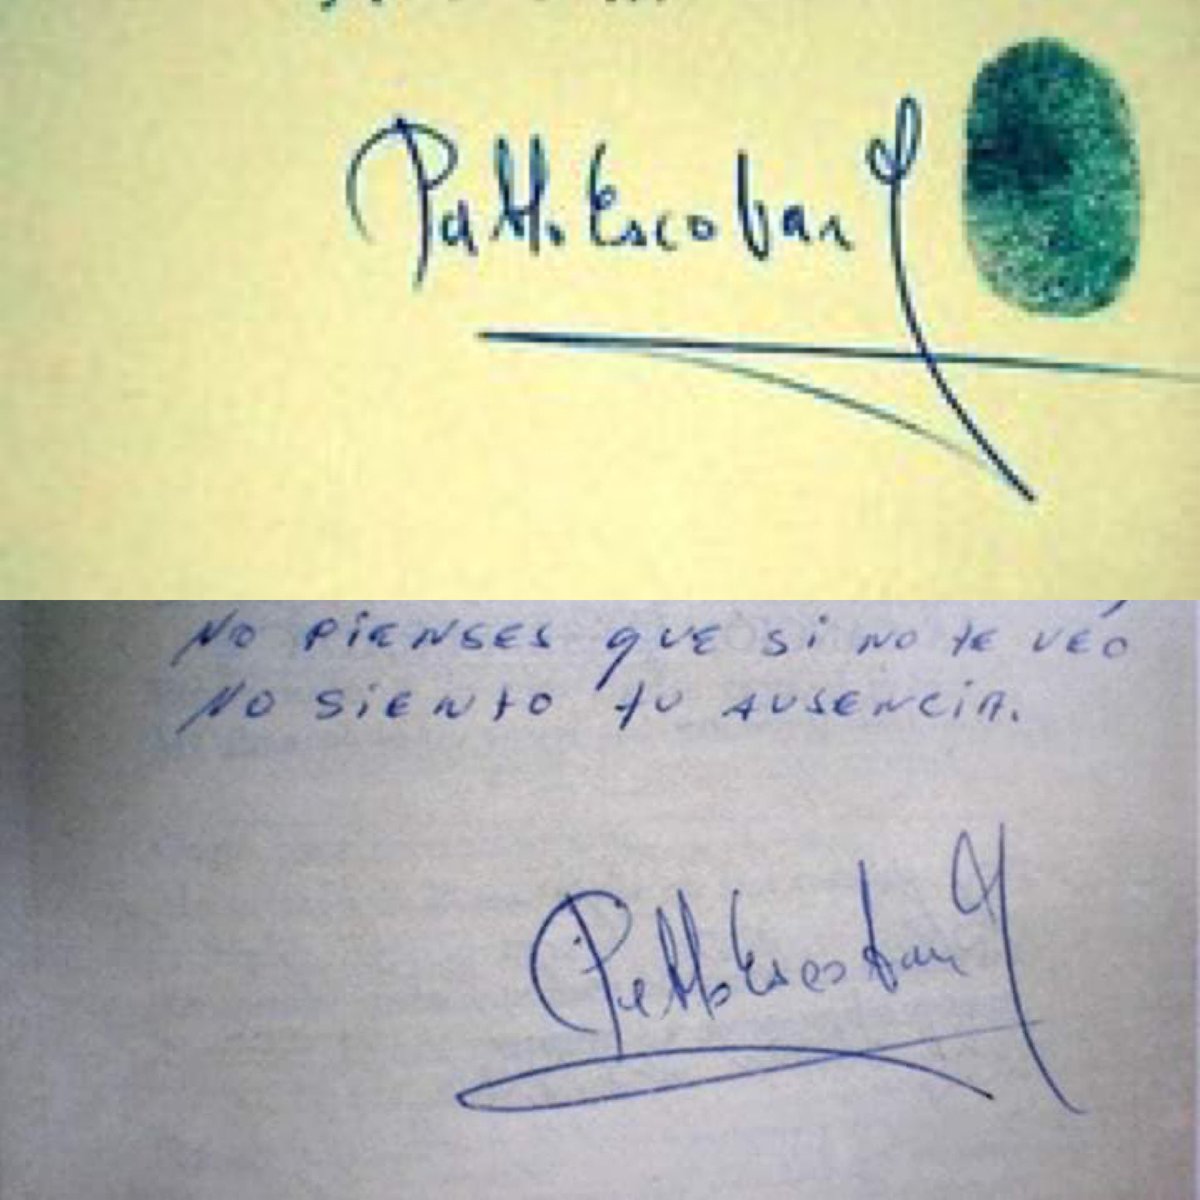 Pablo Escobar G
NO PIENSES QUE SI NO te VEO
NO SIENtO tU AUSENCIA.
Pablo Escobar G